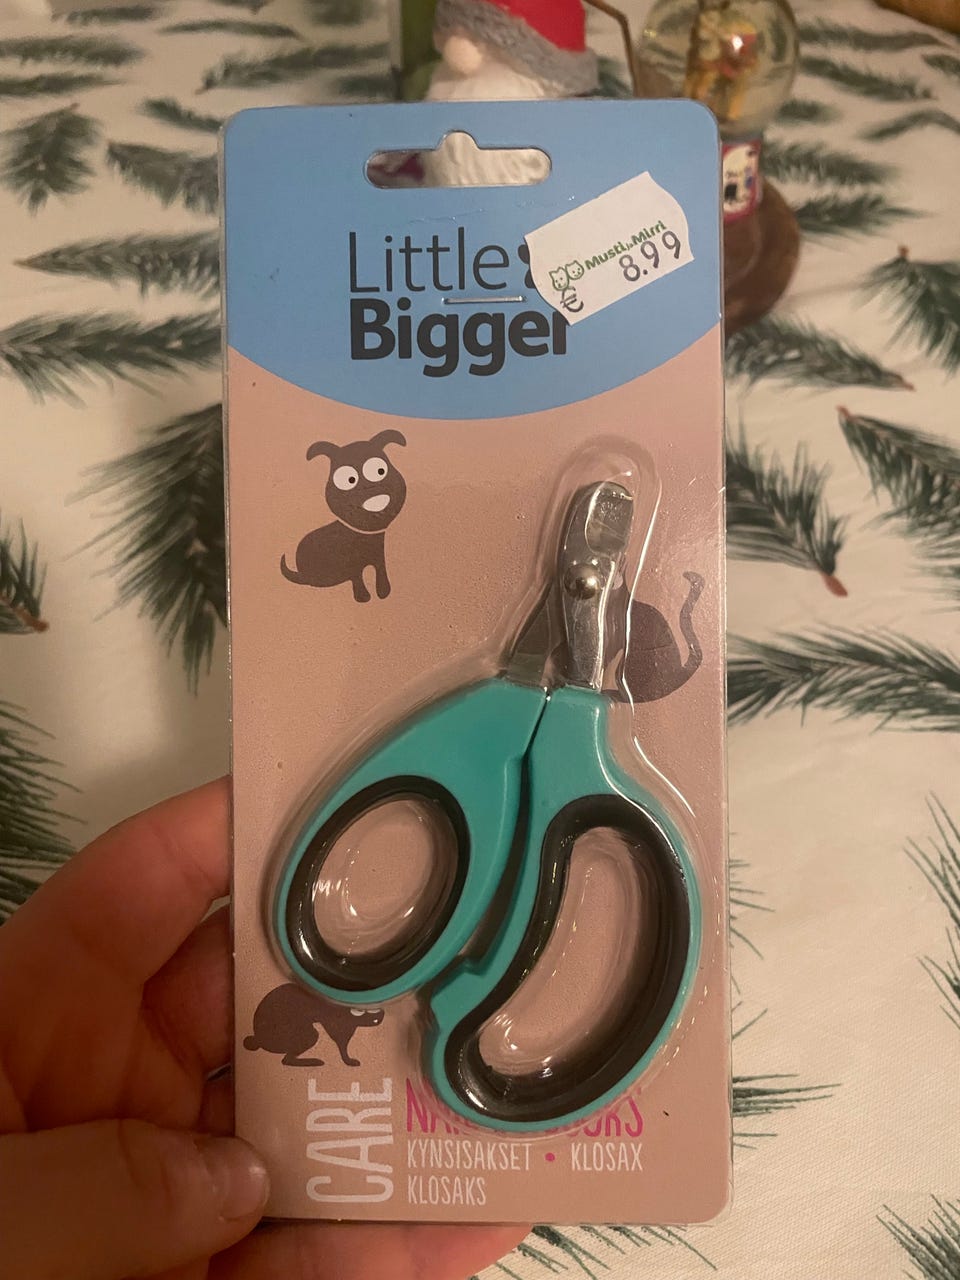 Little
Bigger
Musti ja Mirri
€ 8.99
CARE
KYNSISAKSET • KLOSAX
KLOSAKS